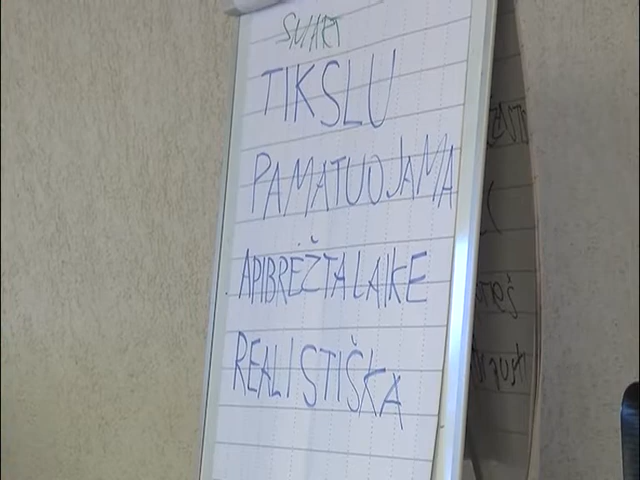 SMART
TIKSLU
PAMATUOJAMA
APIBRĖŽTA LAIKE
REALISTIŠKA